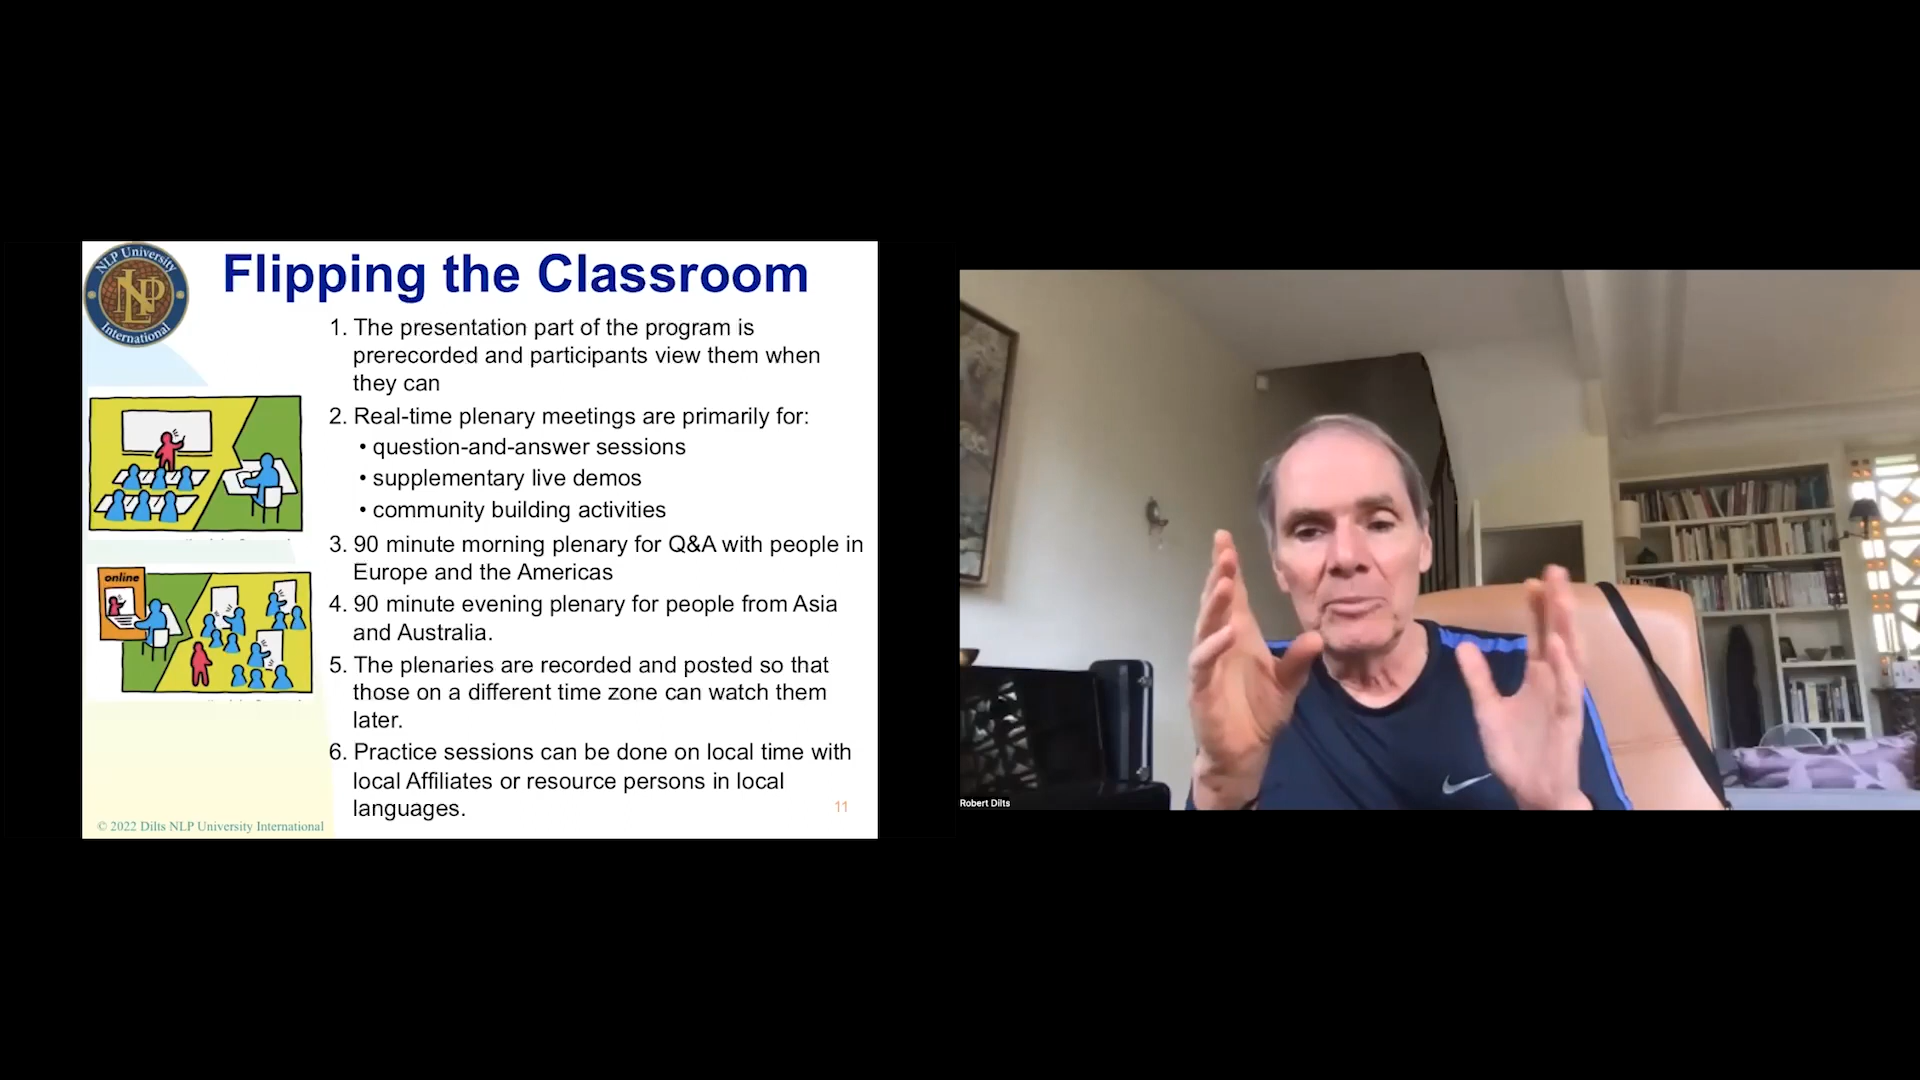 NLP University
NLP
International
Flipping the Classroom
1. The presentation part of the program is
prerecorded and participants view them when
they can
2. Real-time plenary meetings are primarily for:
• question-and-answer sessions
• supplementary live demos
• community building activities
3. 90 minute morning plenary for Q&A with people in
Europe and the Americas
4. 90 minute evening plenary for people from Asia
and Australia.
5. The plenaries are recorded and posted so that
those on a different time zone can watch them
later.
6. Practice sessions can be done on local time with
local Affiliates or resource persons in local
languages.
online
© 2022 Dilts NLP University International
11
Robert Dilts